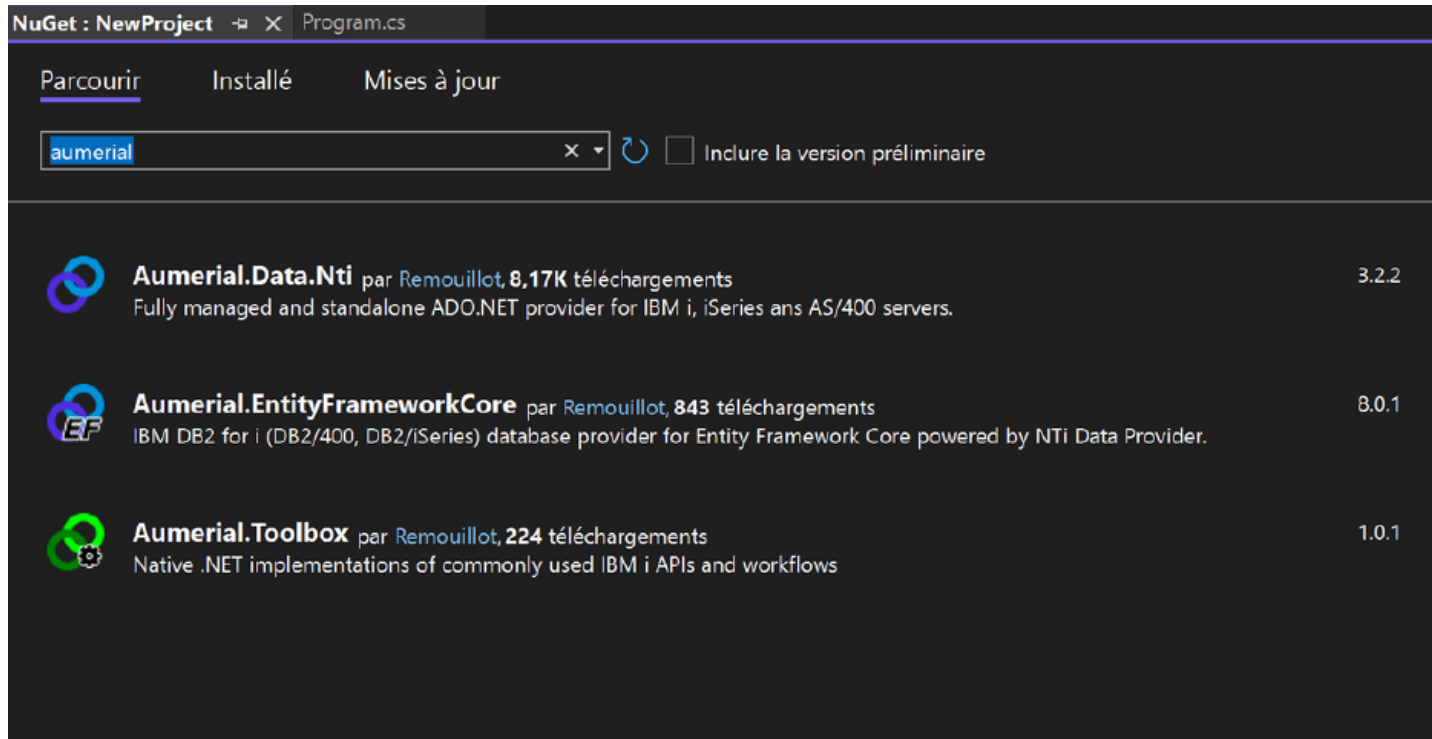 NuGet : NewProject Program.cs
Parcourir Installé Mises à jour
aumerial Inclure la version préliminaire
Aumerial.Data.Nti par Remouillot, 8,17K téléchargements 3.2.2
Fully managed and standalone ADO.NET provider for IBM i, iSeries ans AS/400 servers.
Aumerial.EntityFrameworkCore par Remouillot, 843 téléchargements 8.0.1
EF
IBM DB2 for i (DB2/400, DB2/iSeries) database provider for Entity Framework Core powered by NTi Data Provider.
Aumerial.Toolbox par Remouillot, 224 téléchargements 1.0.1
Native .NET implementations of commonly used IBM i APIs and workflows